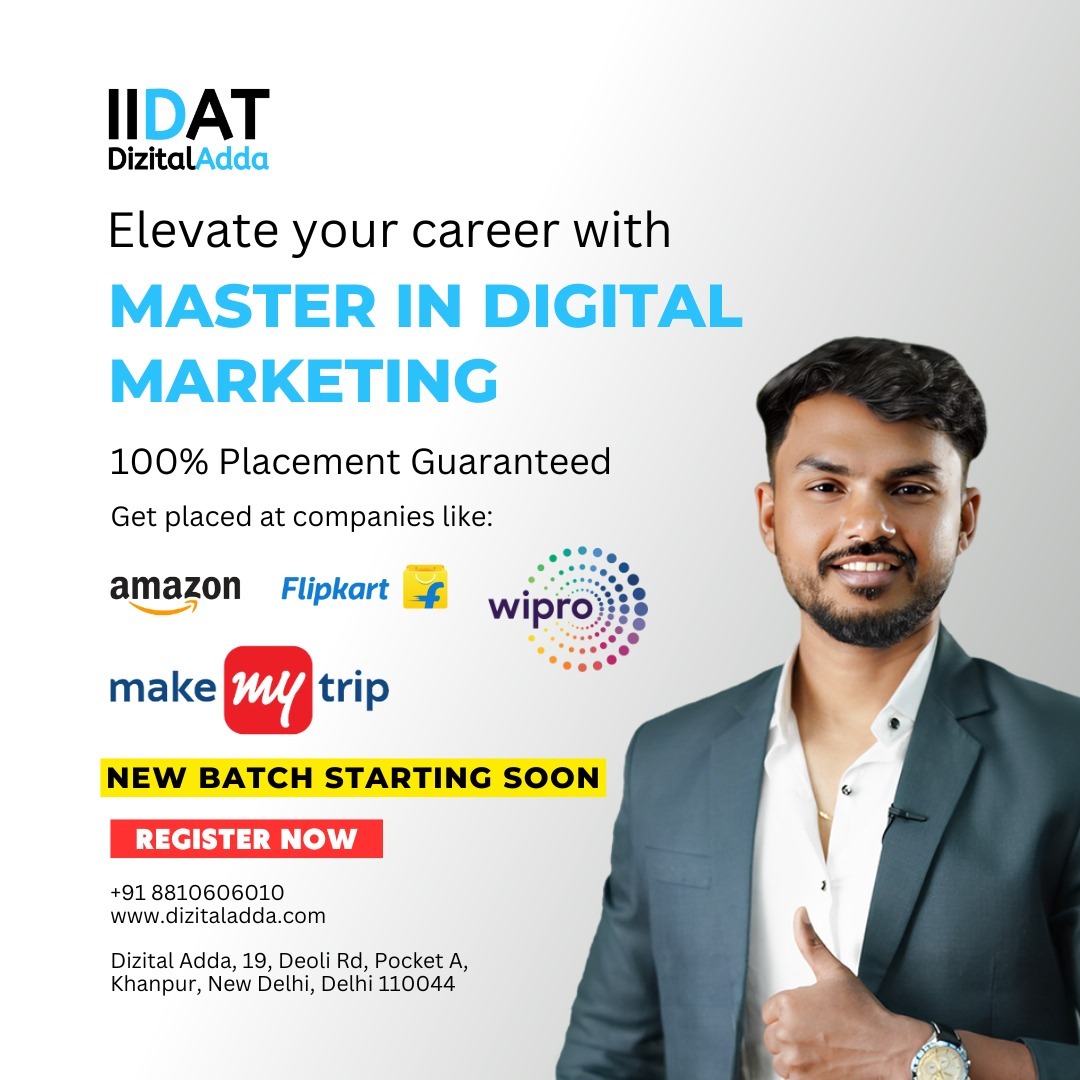 IIDAT
DizitalAdda
Elevate your career with
MASTER IN DIGITAL
MARKETING
100% Placement Guaranteed
Get placed at companies like:
amazon Flipkart wipro
make my trip
NEW BATCH STARTING SOON
REGISTER NOW
+91 8810606010
www.dizitaladda.com
Dizital Adda, 19, Deoli Rd, Pocket A,
Khanpur, New Delhi, Delhi 110044